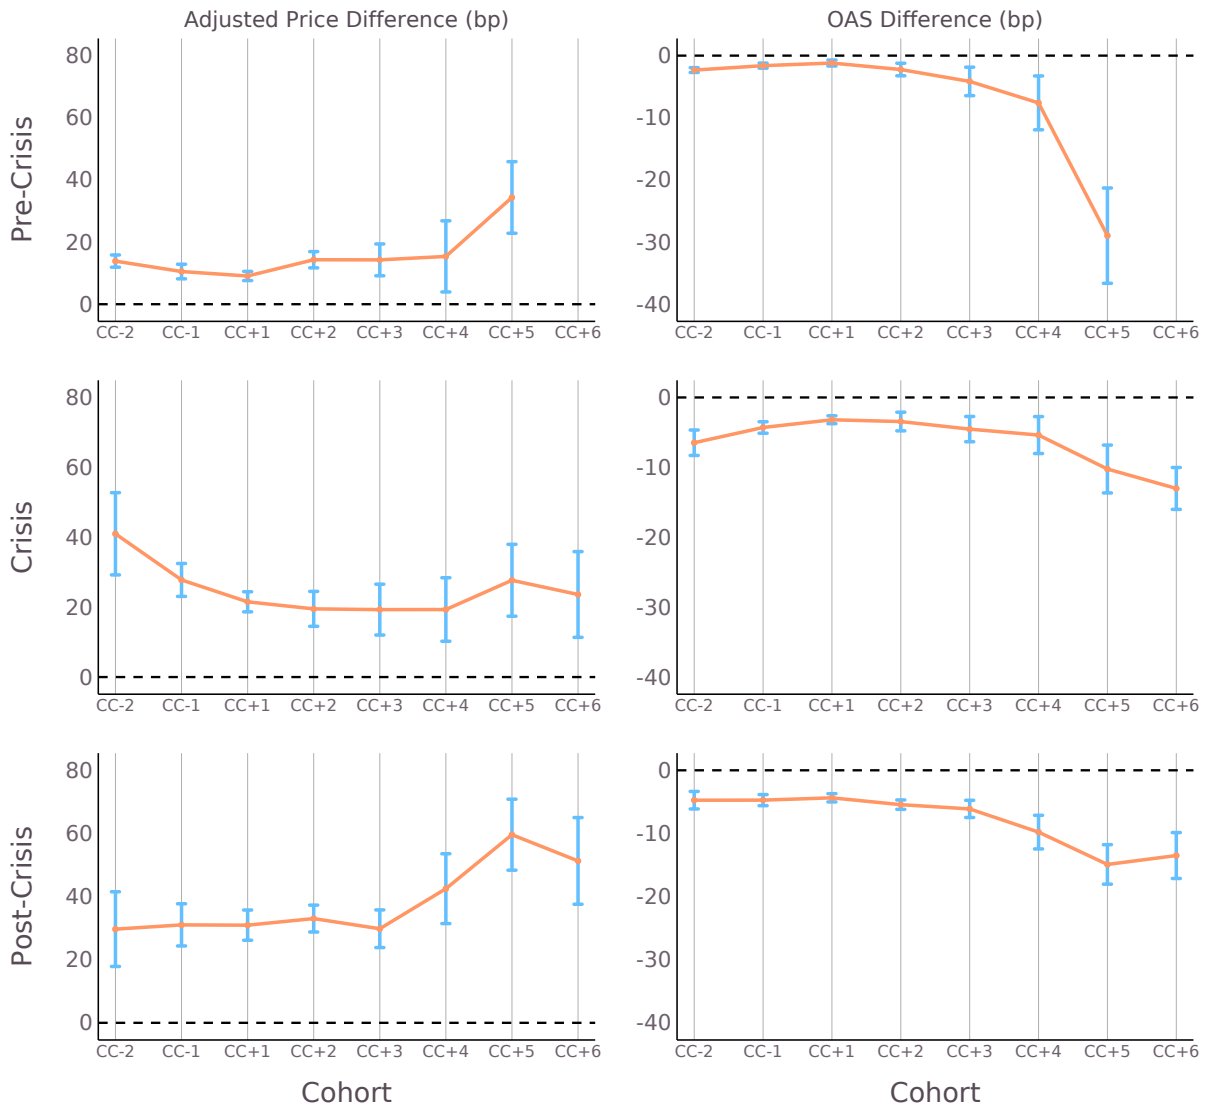 Adjusted Price Difference (bp)
OAS Difference (bp)
Pre-Crisis
80
60
40
20
0
CC-2 CC-1 CC+1 CC+2 CC+3 CC+4 CC+5 CC+6
0
-10
-20
-30
-40
CC-2 CC-1 CC+1 CC+2 CC+3 CC+4 CC+5 CC+6
Crisis
80
60
40
20
0
CC-2 CC-1 CC+1 CC+2 CC+3 CC+4 CC+5 CC+6
0
-10
-20
-30
-40
CC-2 CC-1 CC+1 CC+2 CC+3 CC+4 CC+5 CC+6
Post-Crisis
80
60
40
20
0
CC-2 CC-1 CC+1 CC+2 CC+3 CC+4 CC+5 CC+6
Cohort
0
-10
-20
-30
-40
CC-2 CC-1 CC+1 CC+2 CC+3 CC+4 CC+5 CC+6
Cohort